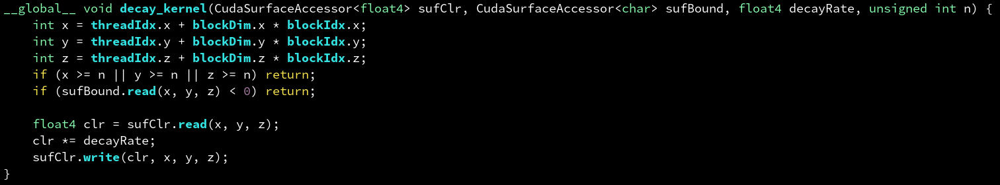 __global__ void decay_kernel(CudaSurfaceAccessor<float4> sufClr, CudaSurfaceAccessor<char> sufBound, float4 decayRate, unsigned int n) {
    int x = threadIdx.x + blockDim.x * blockIdx.x;
    int y = threadIdx.y + blockDim.y * blockIdx.y;
    int z = threadIdx.z + blockDim.z * blockIdx.z;
    if (x >= n || y >= n || z >= n) return;
    if (sufBound.read(x, y, z) < 0) return;

    float4 clr = sufClr.read(x, y, z);
    clr *= decayRate;
    sufClr.write(clr, x, y, z);
}